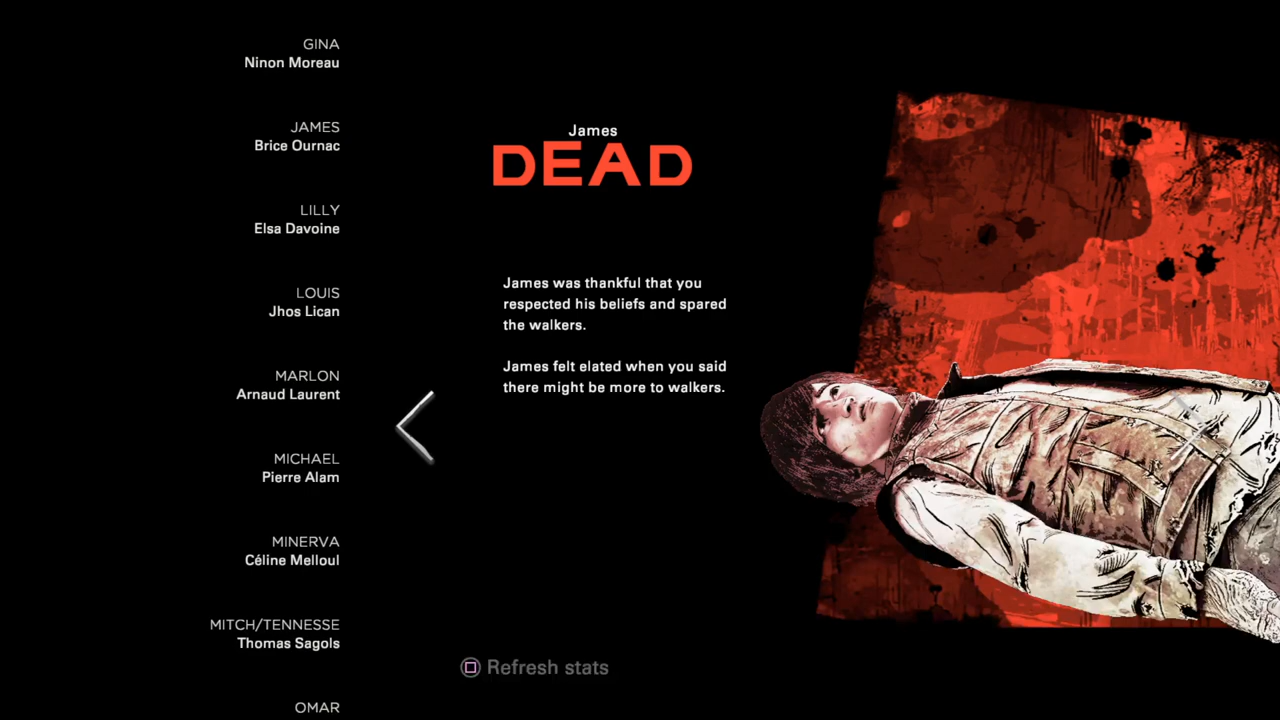 GINA
Ninon Moreau
JAMES
Brice Ournac
LILLY
Elsa Davoine
LOUIS
Jhos Lican
MARLON
Arnaud Laurent
MICHAEL
Pierre Alam
MINERVA
Céline Melloul
MITCH/TENNESSE
Thomas Sagols
OMAR
James
DEAD
James was thankful that you
respected his beliefs and spared
the walkers.
James felt elated when you said
there might be more to walkers.
Refresh stats